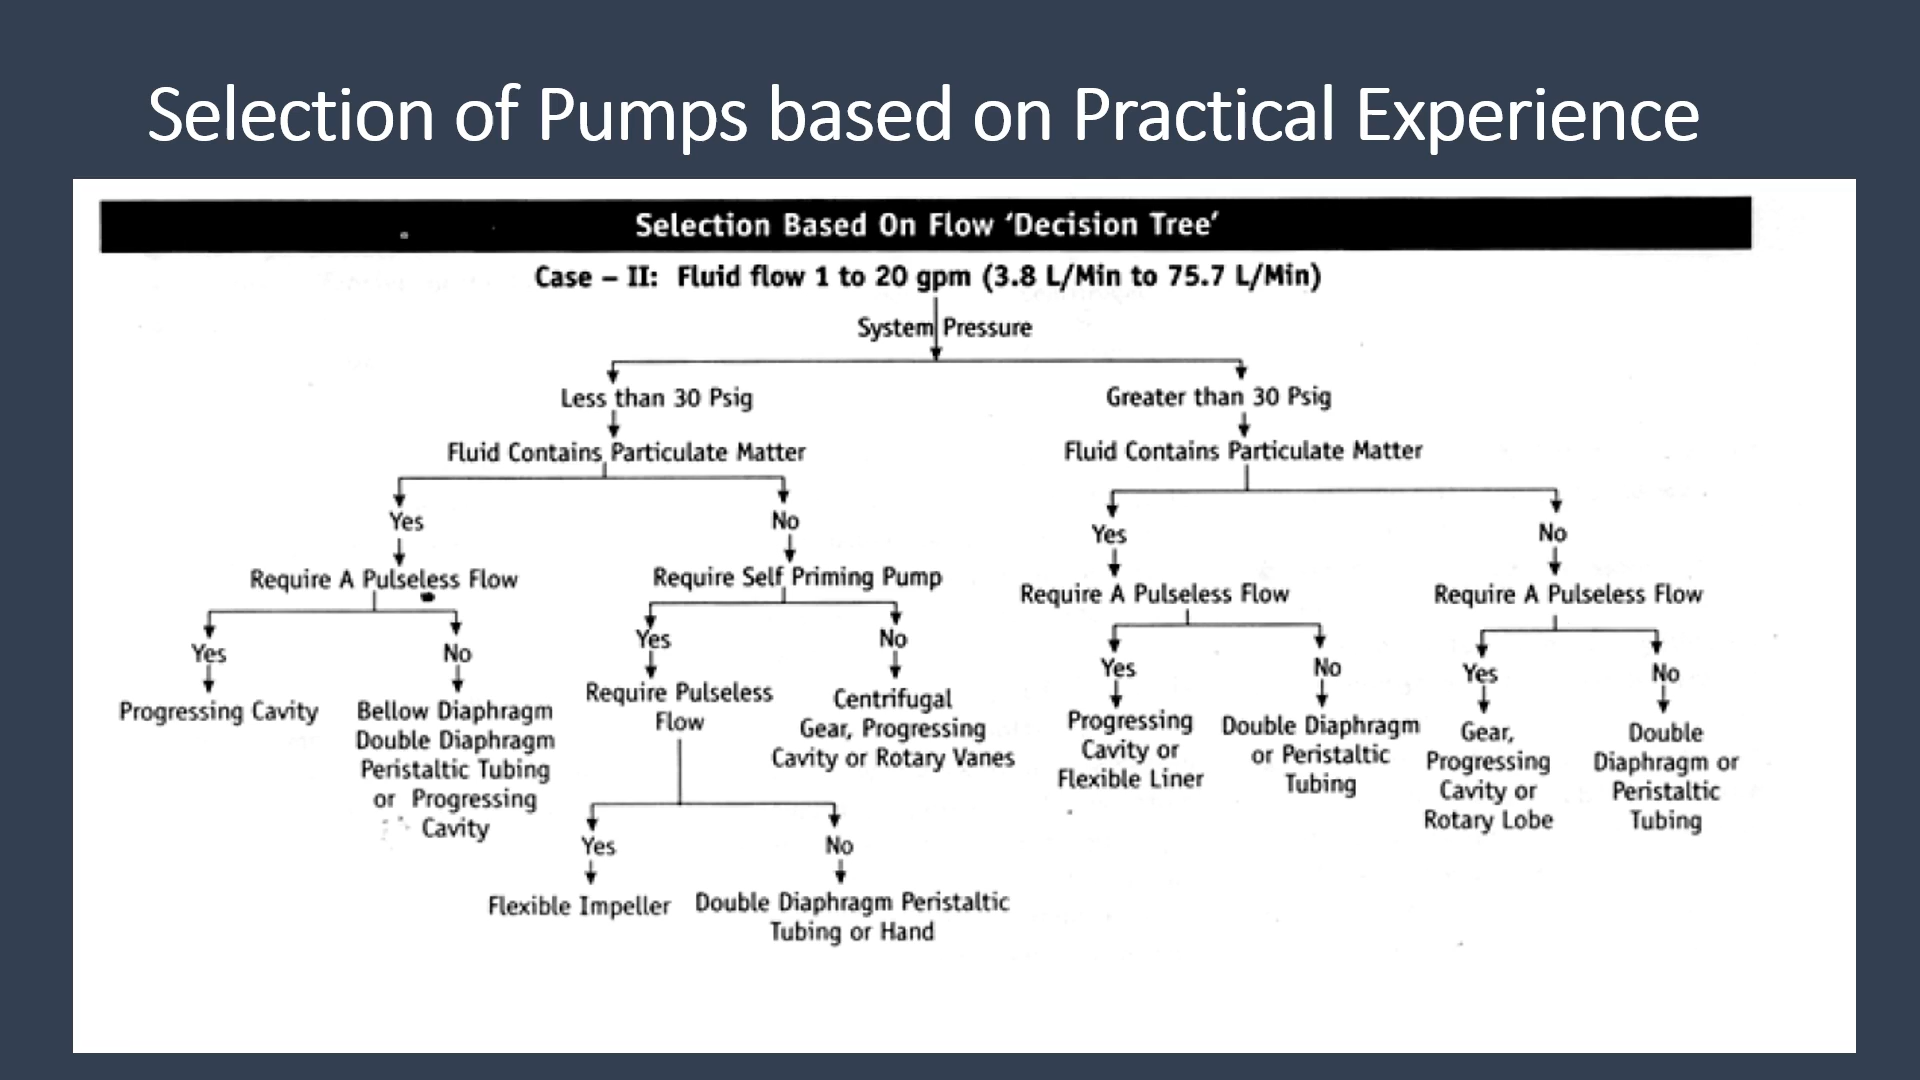 Selection of Pumps based on Practical Experience
Selection Based On Flow ‘Decision Tree’
Case – II: Fluid flow 1 to 20 gpm (3.8 L/Min to 75.7 L/Min)
System Pressure
Less than 30 Psig
Greater than 30 Psig
Fluid Contains Particulate Matter
Fluid Contains Particulate Matter
Yes
No
Yes
No
Require A Pulseless Flow
Require Self Priming Pump
Require A Pulseless Flow
Require A Pulseless Flow
Yes
No
Yes
No
Yes
No
Yes
No
Progressing Cavity
Bellow Diaphragm
Double Diaphragm
Peristaltic Tubing
or Progressing
Cavity
Require Pulseless
Flow
Centrifugal
Gear, Progressing
Cavity or Rotary Vanes
Progressing
Cavity or
Flexible Liner
Double Diaphragm
or Peristaltic
Tubing
Gear,
Progressing
Cavity or
Rotary Lobe
Double
Diaphragm or
Peristaltic
Tubing
Yes
No
Flexible Impeller
Double Diaphragm Peristaltic
Tubing or Hand